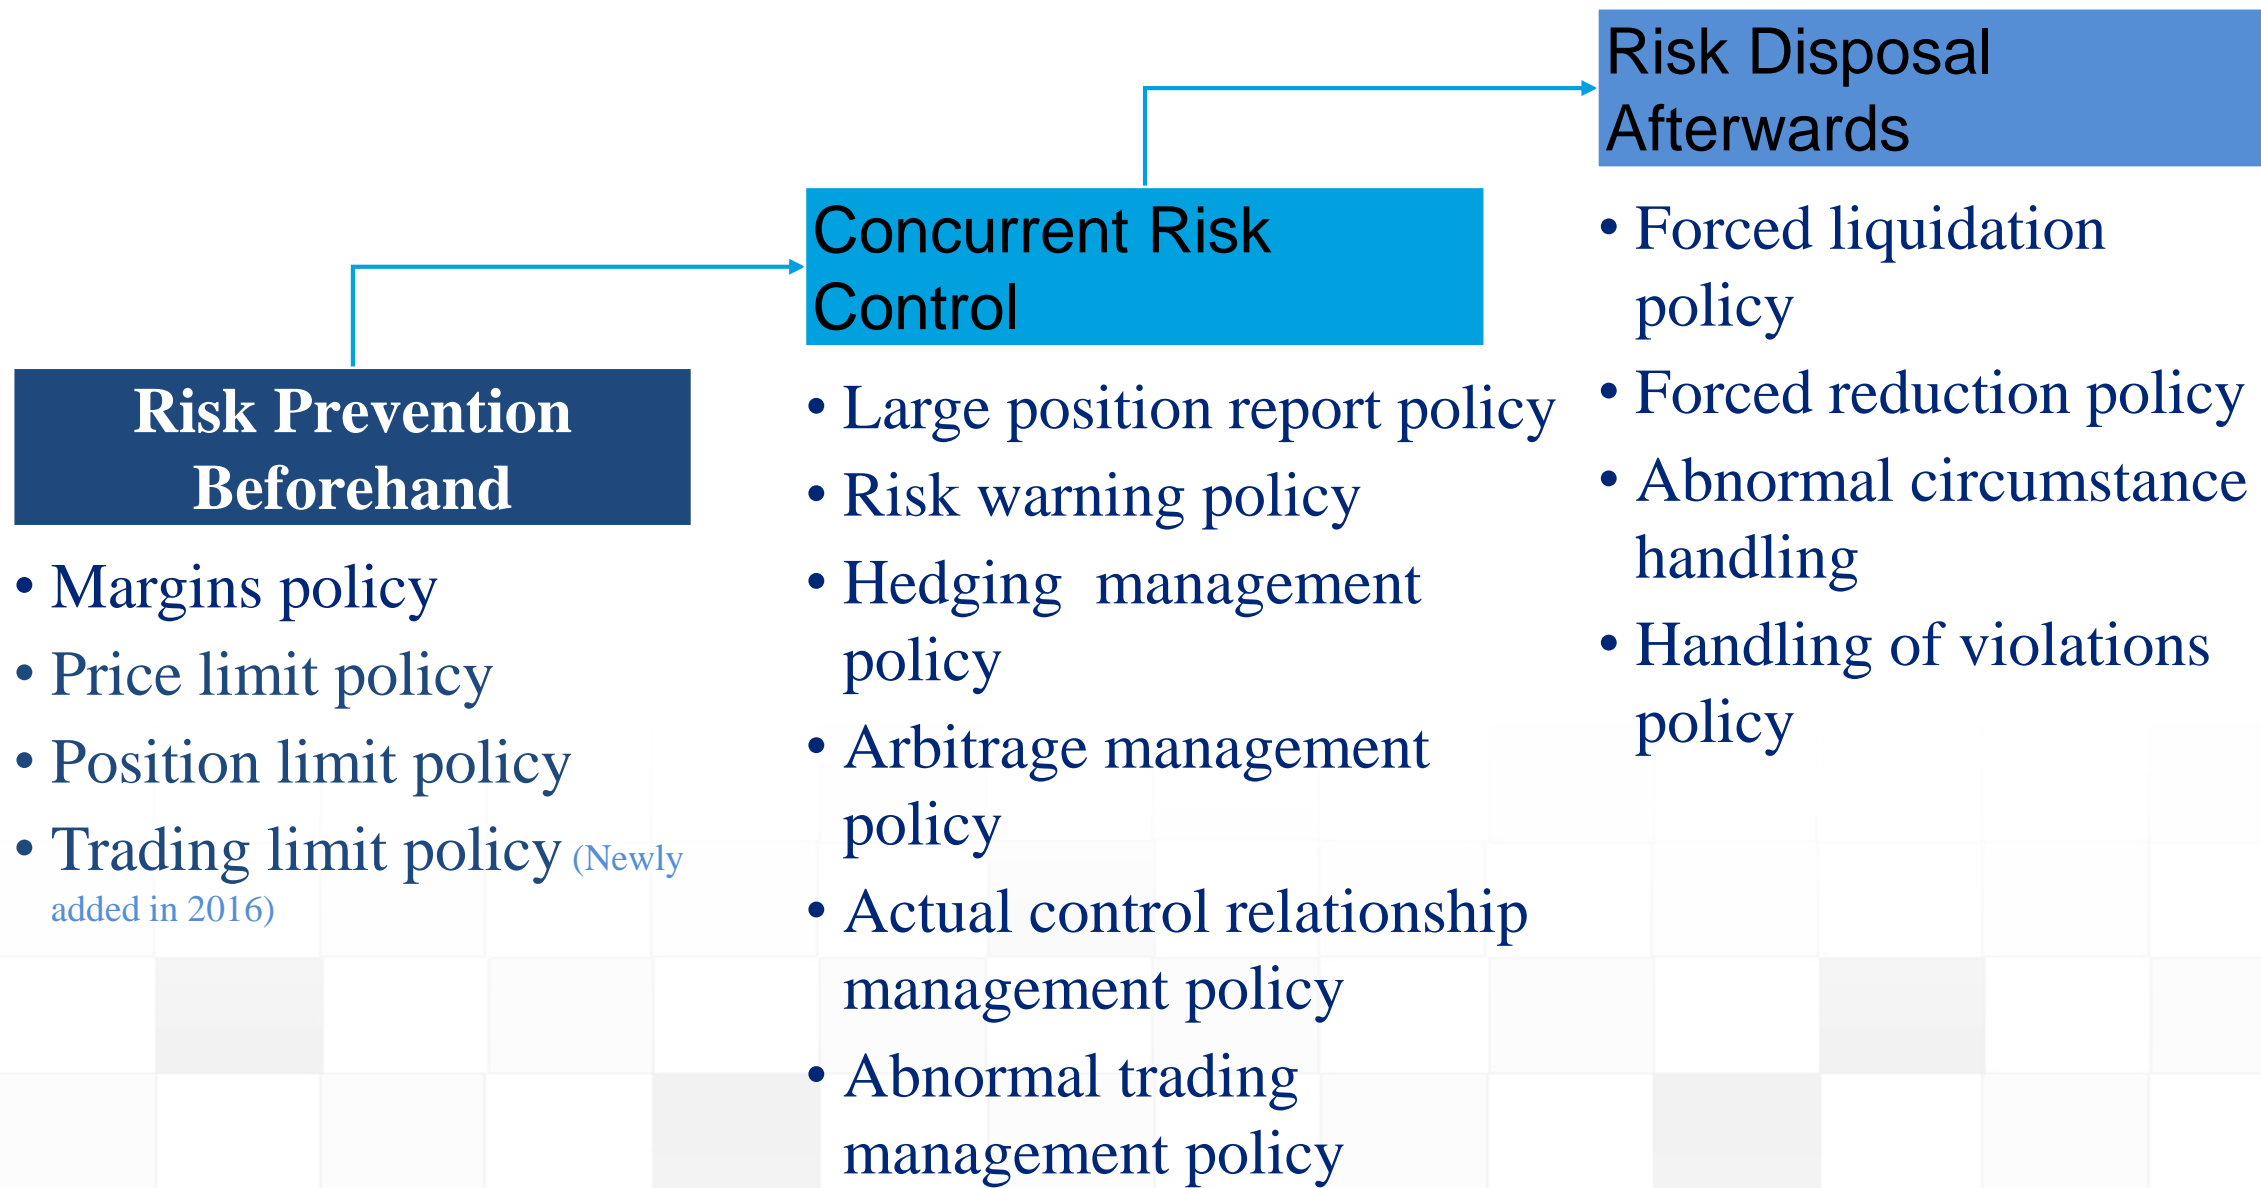 Risk Prevention
Beforehand
• Margins policy
• Price limit policy
• Position limit policy
• Trading limit policy (Newly
added in 2016)
Concurrent Risk
Control
• Large position report policy
• Risk warning policy
• Hedging  management
policy
• Arbitrage management
policy
• Actual control relationship
management policy
• Abnormal trading
management policy
Risk Disposal
Afterwards
• Forced liquidation
policy
• Forced reduction policy
• Abnormal circumstance
handling
• Handling of violations
policy